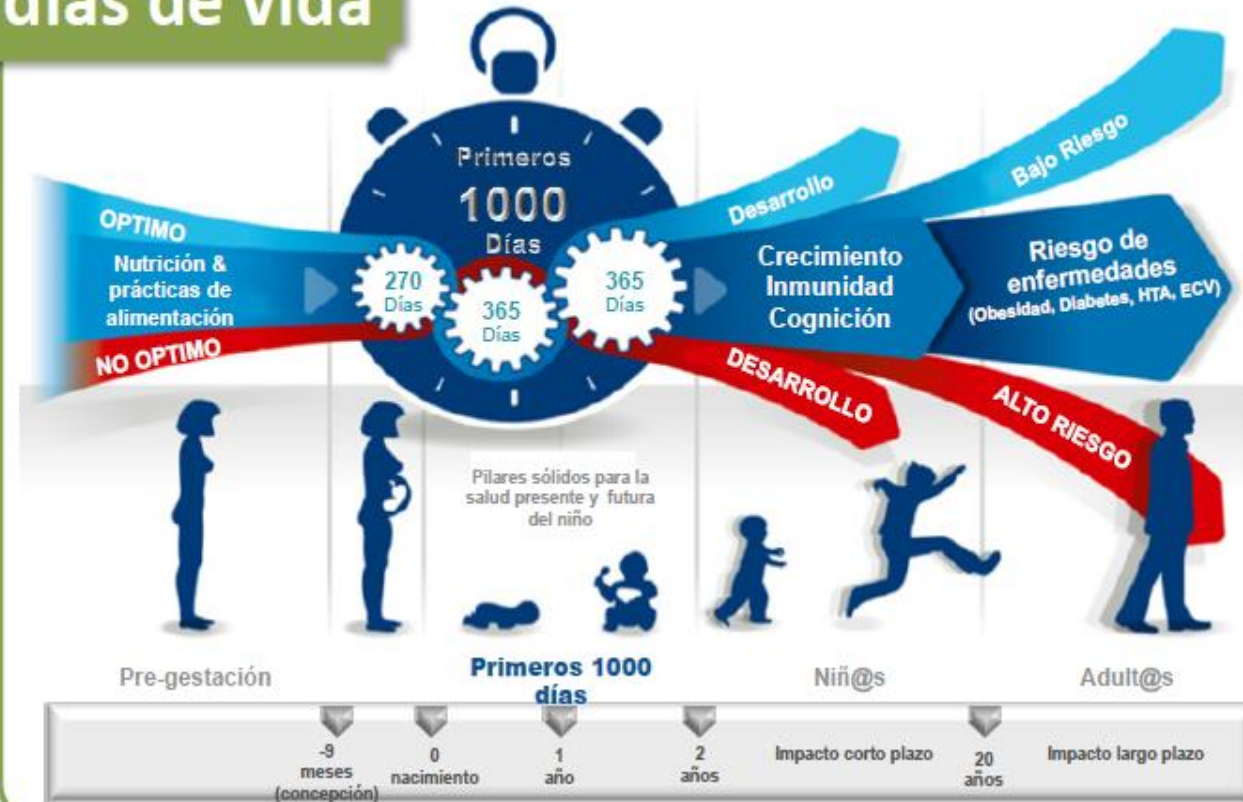 días de vida
Primeros
1000
Días
OPTIMO
Nutrición &
prácticas de
alimentación
NO OPTIMO
270
Días
365
Días
365
Días
Desarrollo
Crecimiento
Inmunidad
Cognición
DESARROLLO
Bajo Riesgo
Riesgo de
enfermedades
(Obesidad, Diabetes, HTA, ECV)
ALTO RIESGO
Pilares sólidos para la
salud presente y futura
del niño
Pre-gestación
Primeros 1000
días
Niñ@s
Adult@s
-9
meses
(concepción)
0
nacimiento
1
año
2
años
Impacto corto plazo
20
años
Impacto largo plazo